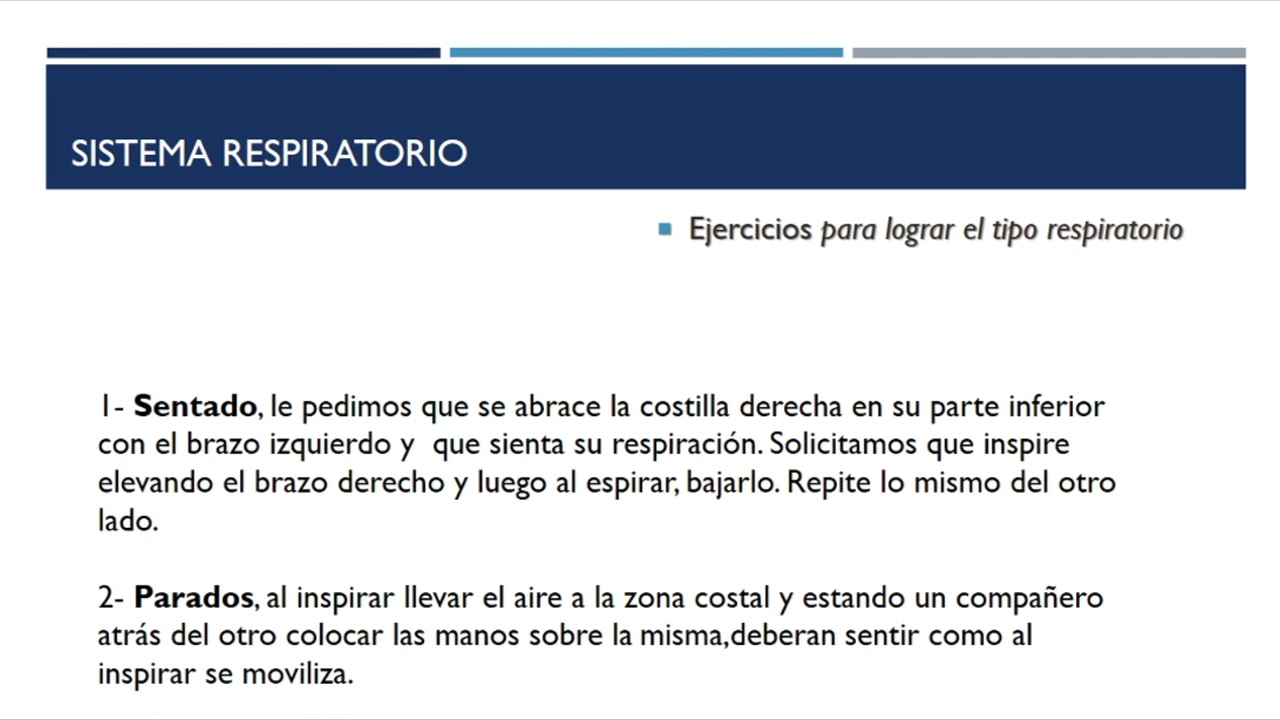 SISTEMA RESPIRATORIO
Ejercicios para lograr el tipo respiratorio
1- Sentado, le pedimos que se abrace la costilla derecha en su parte inferior
con el brazo izquierdo y  que sienta su respiración. Solicitamos que inspire
elevando el brazo derecho y luego al espirar, bajarlo. Repite lo mismo del otro
lado.
2- Parados, al inspirar llevar el aire a la zona costal y estando un compañero
atrás del otro colocar las manos sobre la misma,deberan sentir como al
inspirar se moviliza.